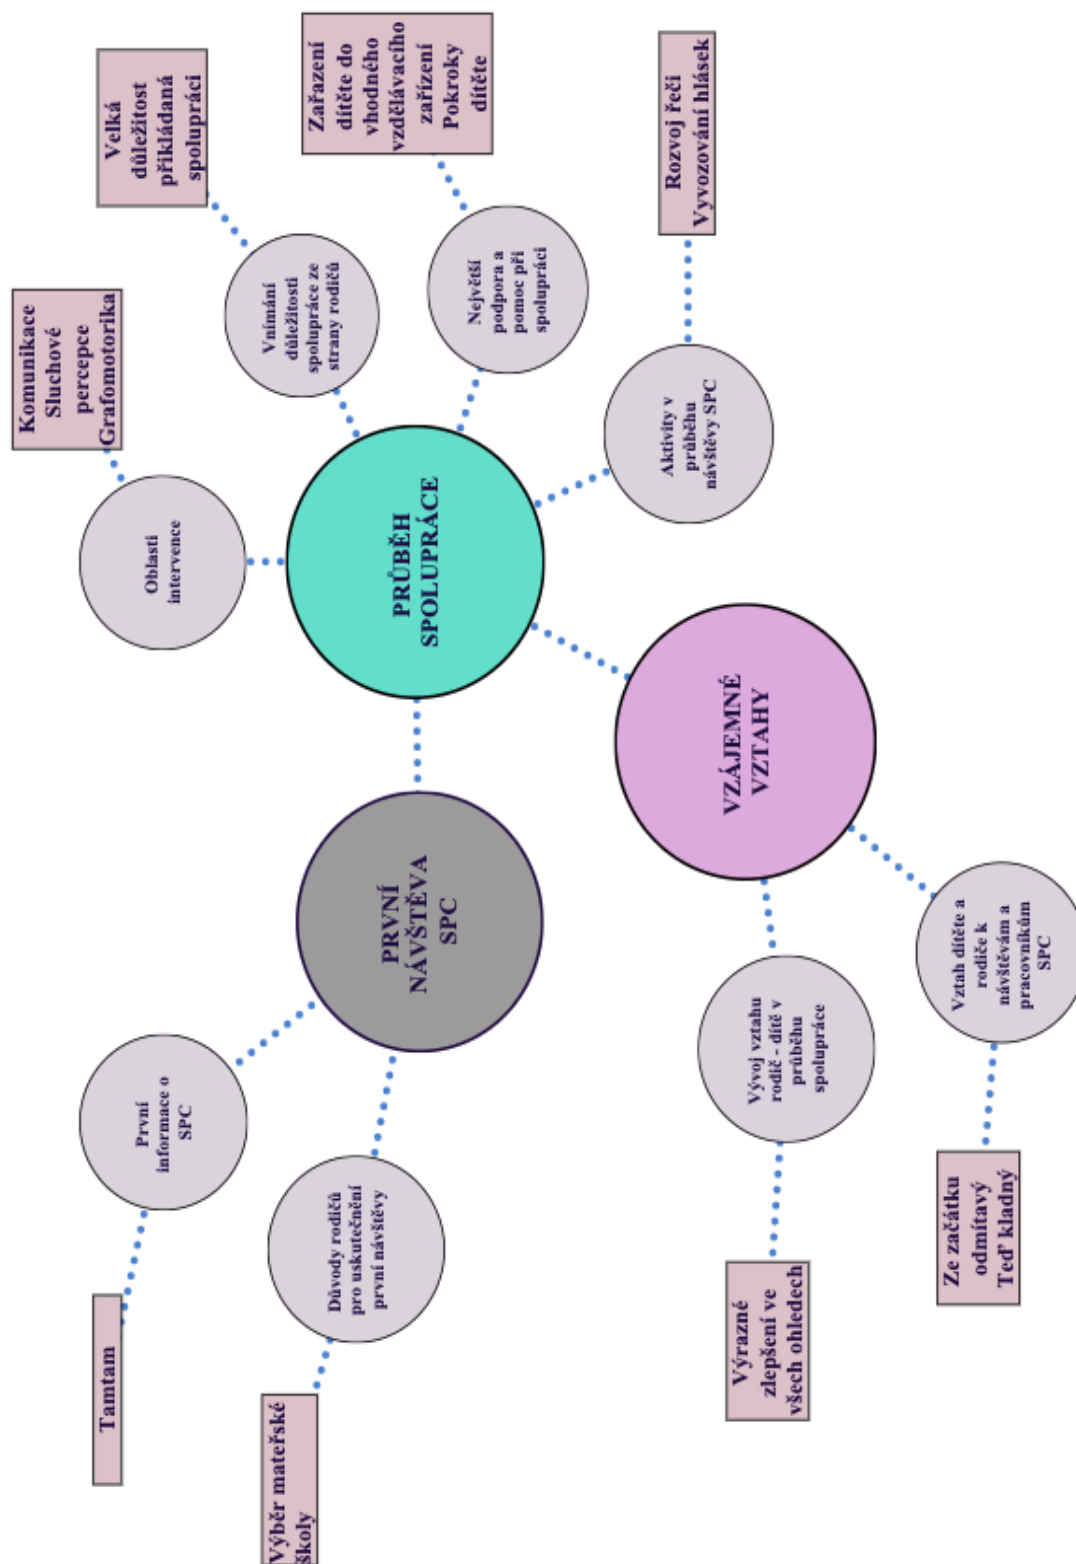 Tamtam
První
informace o
SPC
Výběr mateřské
školy
Důvody rodičů
pro uskutečnění
první návštěvy
PRVNÍ
NÁVŠTĚVA
SPC
Oblasti
intervence
Komunikace
Sluchové
percepce
Grafomotorika
Velká
důležitost
přikládaná
spolupráci
Vnímání
důležitosti
spolupráce ze
strany rodičů
PRŮBĚH
SPOLUPRÁCE
Zařazení
dítěte do
vhodného
vzdělávacího
zařízení
Pokroky
dítěte
Největší
podpora a
pomoc při
spolupráci
Aktivity v
průběhu
návštěvy SPC
Rozvoj řeči
Vyvozování hlásek
VZÁJEMNÉ
VZTAHY
Vývoj vztahu
rodič - dítě v
průběhu
spolupráce
Výrazné
zlepšení ve
všech ohledech
Vztah dítěte a
rodiče k
návštěvám a
pracovníkům
SPC
Ze začátku
odmítavý
Teď kladný